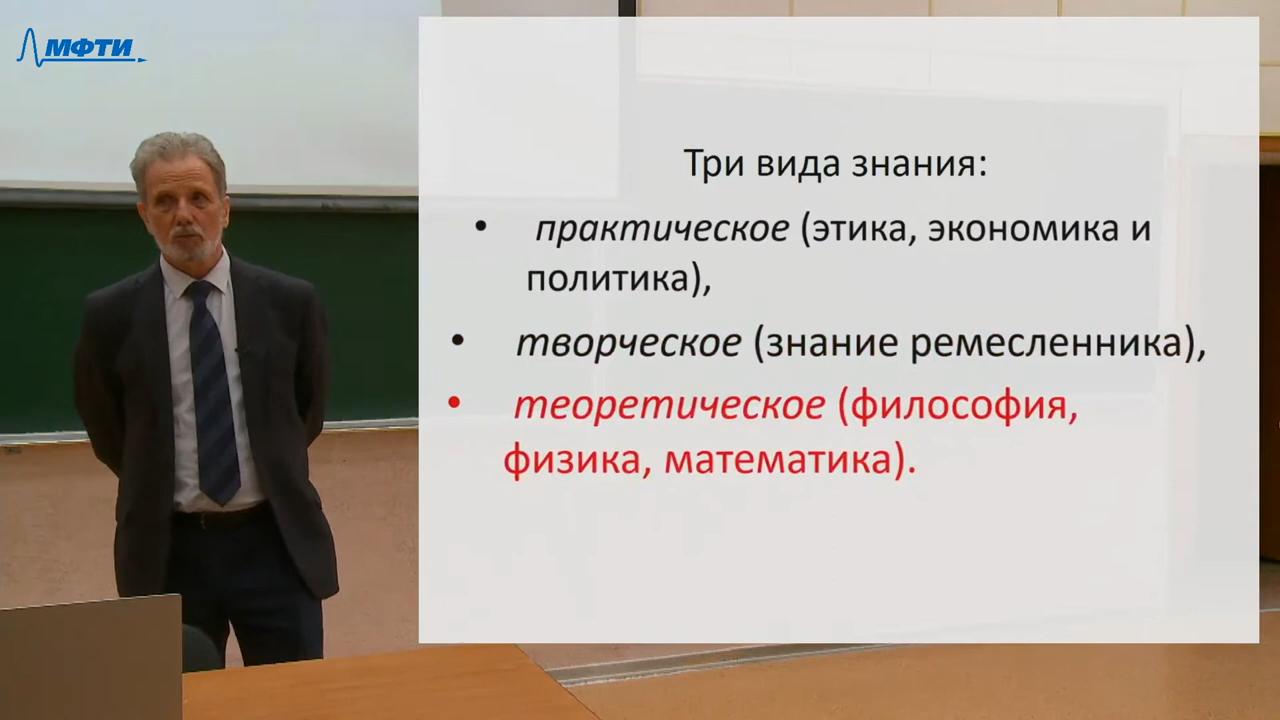 МФТИ
Три вида знания:
• практическое (этика, экономика и
политика),
• творческое (знание ремесленника),
• теоретическое (философия,
физика, математика).